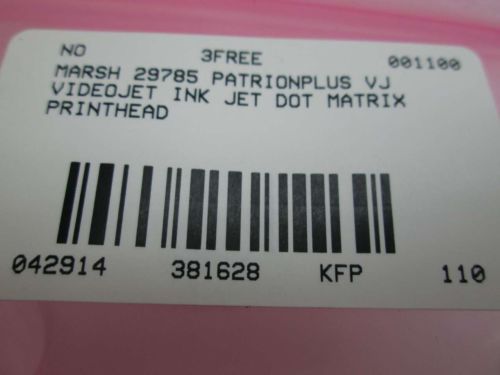 NO 3FREE 001100
MARSH 29785 PATRIONPLUS VJ
VIDEOJET INK JET DOT MATRIX
PRINTHEAD
042914 381628 KFP 110